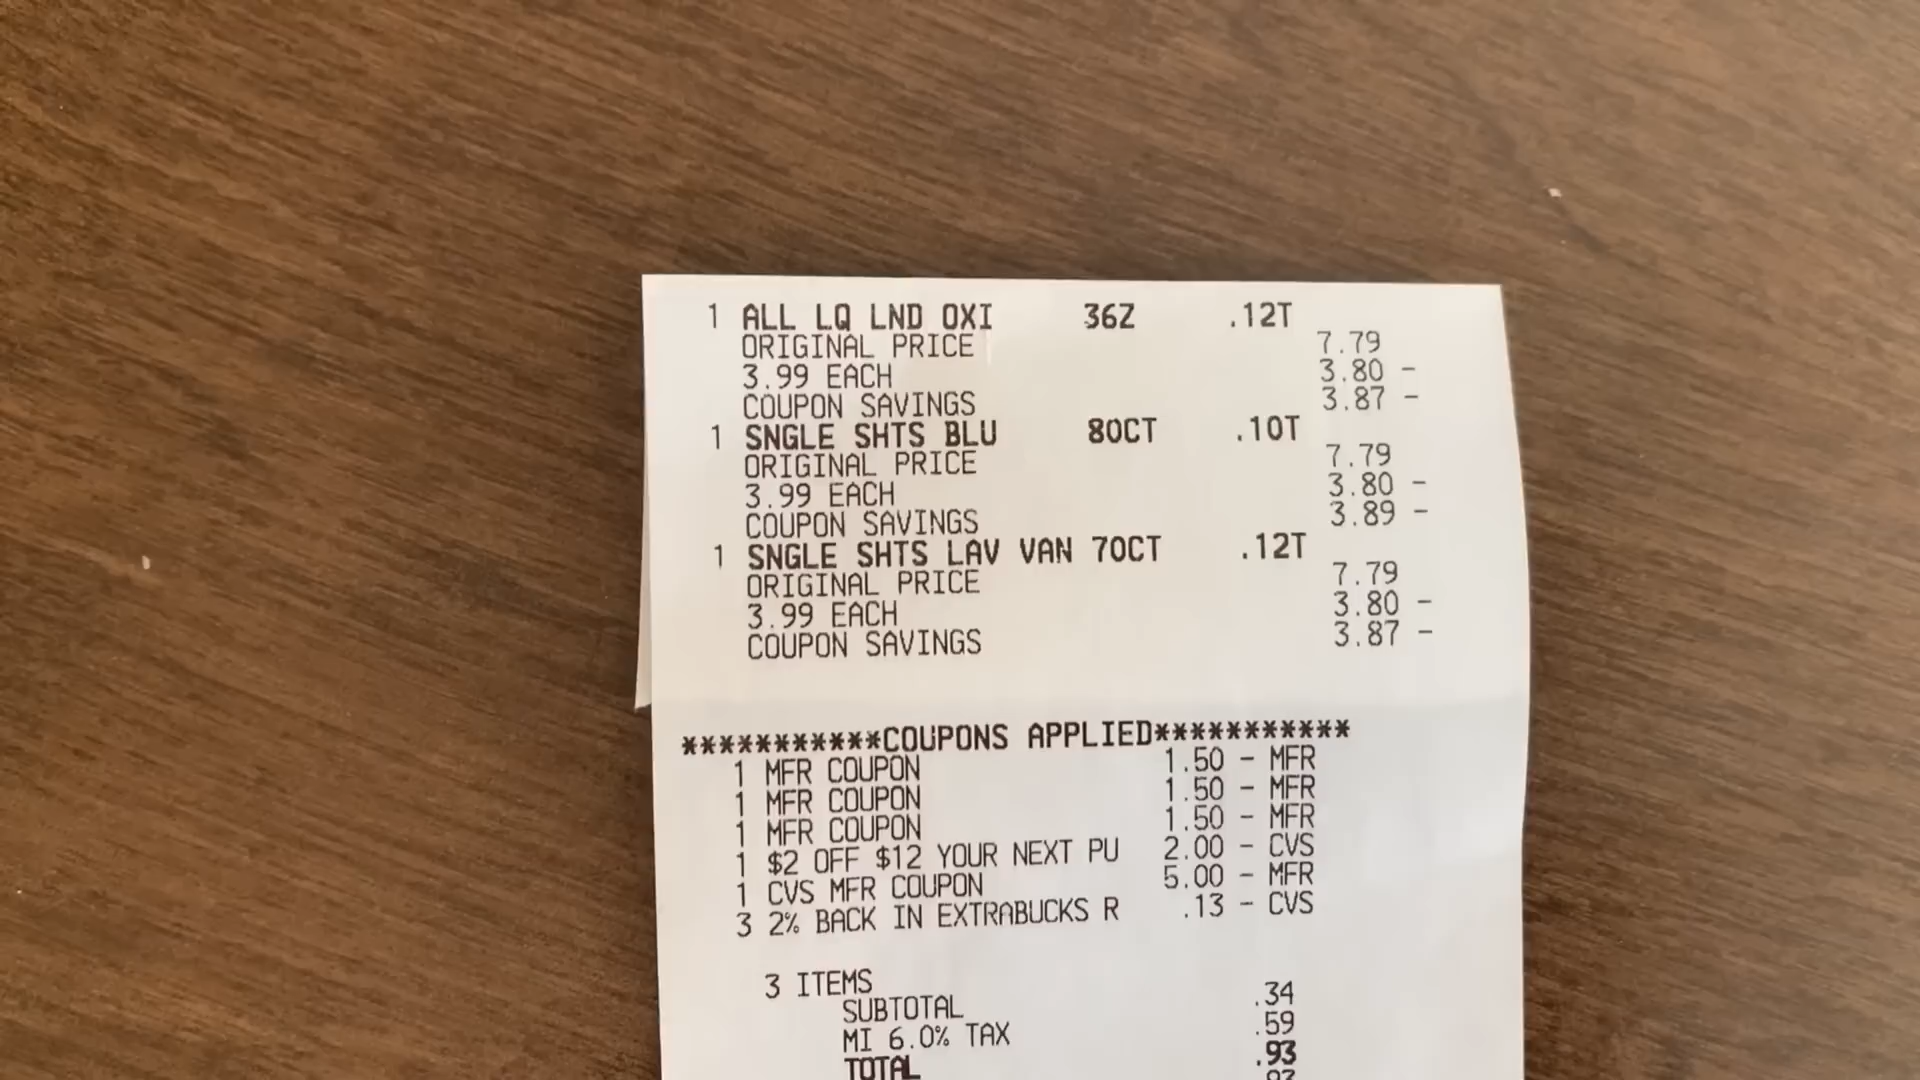 1 ALL LQ LND OXI 36Z .12T
ORIGINAL PRICE 7.79
3.99 EACH 3.80 -
COUPON SAVINGS 3.87 -
1 SNGLE SHTS BLU 80CT .10T
ORIGINAL PRICE 7.79
3.99 EACH 3.80 -
COUPON SAVINGS 3.89 -
1 SNGLE SHTS LAV VAN 70CT .12T
ORIGINAL PRICE 7.79
3.99 EACH 3.80 -
COUPON SAVINGS 3.87 -
***********COUPONS APPLIED***********
1 MFR COUPON 1.50 - MFR
1 MFR COUPON 1.50 - MFR
1 MFR COUPON 1.50 - MFR
1 $2 OFF $12 YOUR NEXT PU 2.00 - CVS
1 CVS MFR COUPON 5.00 - MFR
3 2% BACK IN EXTRABUCKS R .13 - CVS
3 ITEMS
SUBTOTAL .34
MI 6.0% TAX .59
TOTAL .93